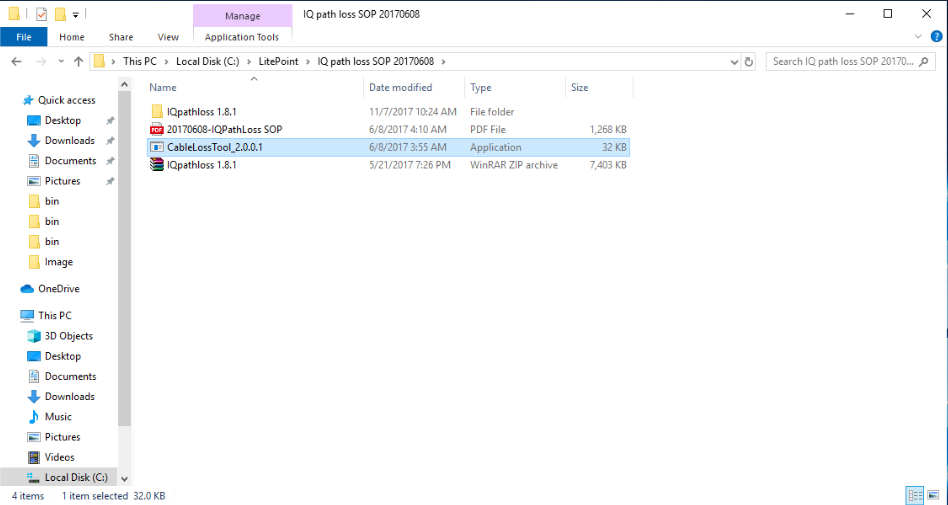 Manage IQ path loss SOP 20170608
File Home Share View Application Tools
This PC Local Disk (C:) LitePoint IQ path loss SOP 20170608 Search IQ path loss SOP 20170...
Name Date modified Type Size
Quick access
Desktop
Downloads
Documents
Pictures
bin
bin
bin
Image
OneDrive
This PC
3D Objects
Desktop
Documents
Downloads
Music
Pictures
Videos
Local Disk (C:)
IQpathloss 1.8.1 11/7/2017 10:24 AM File folder
PDF 20170608-IQPathLoss SOP 6/8/2017 4:10 AM PDF File 1,268 KB
CableLossTool_2.0.0.1 6/8/2017 3:55 AM Application 32 KB
IQpathloss 1.8.1 5/21/2017 7:26 PM WinRAR ZIP archive 7,403 KB
4 items 1 item selected 32.0 KB